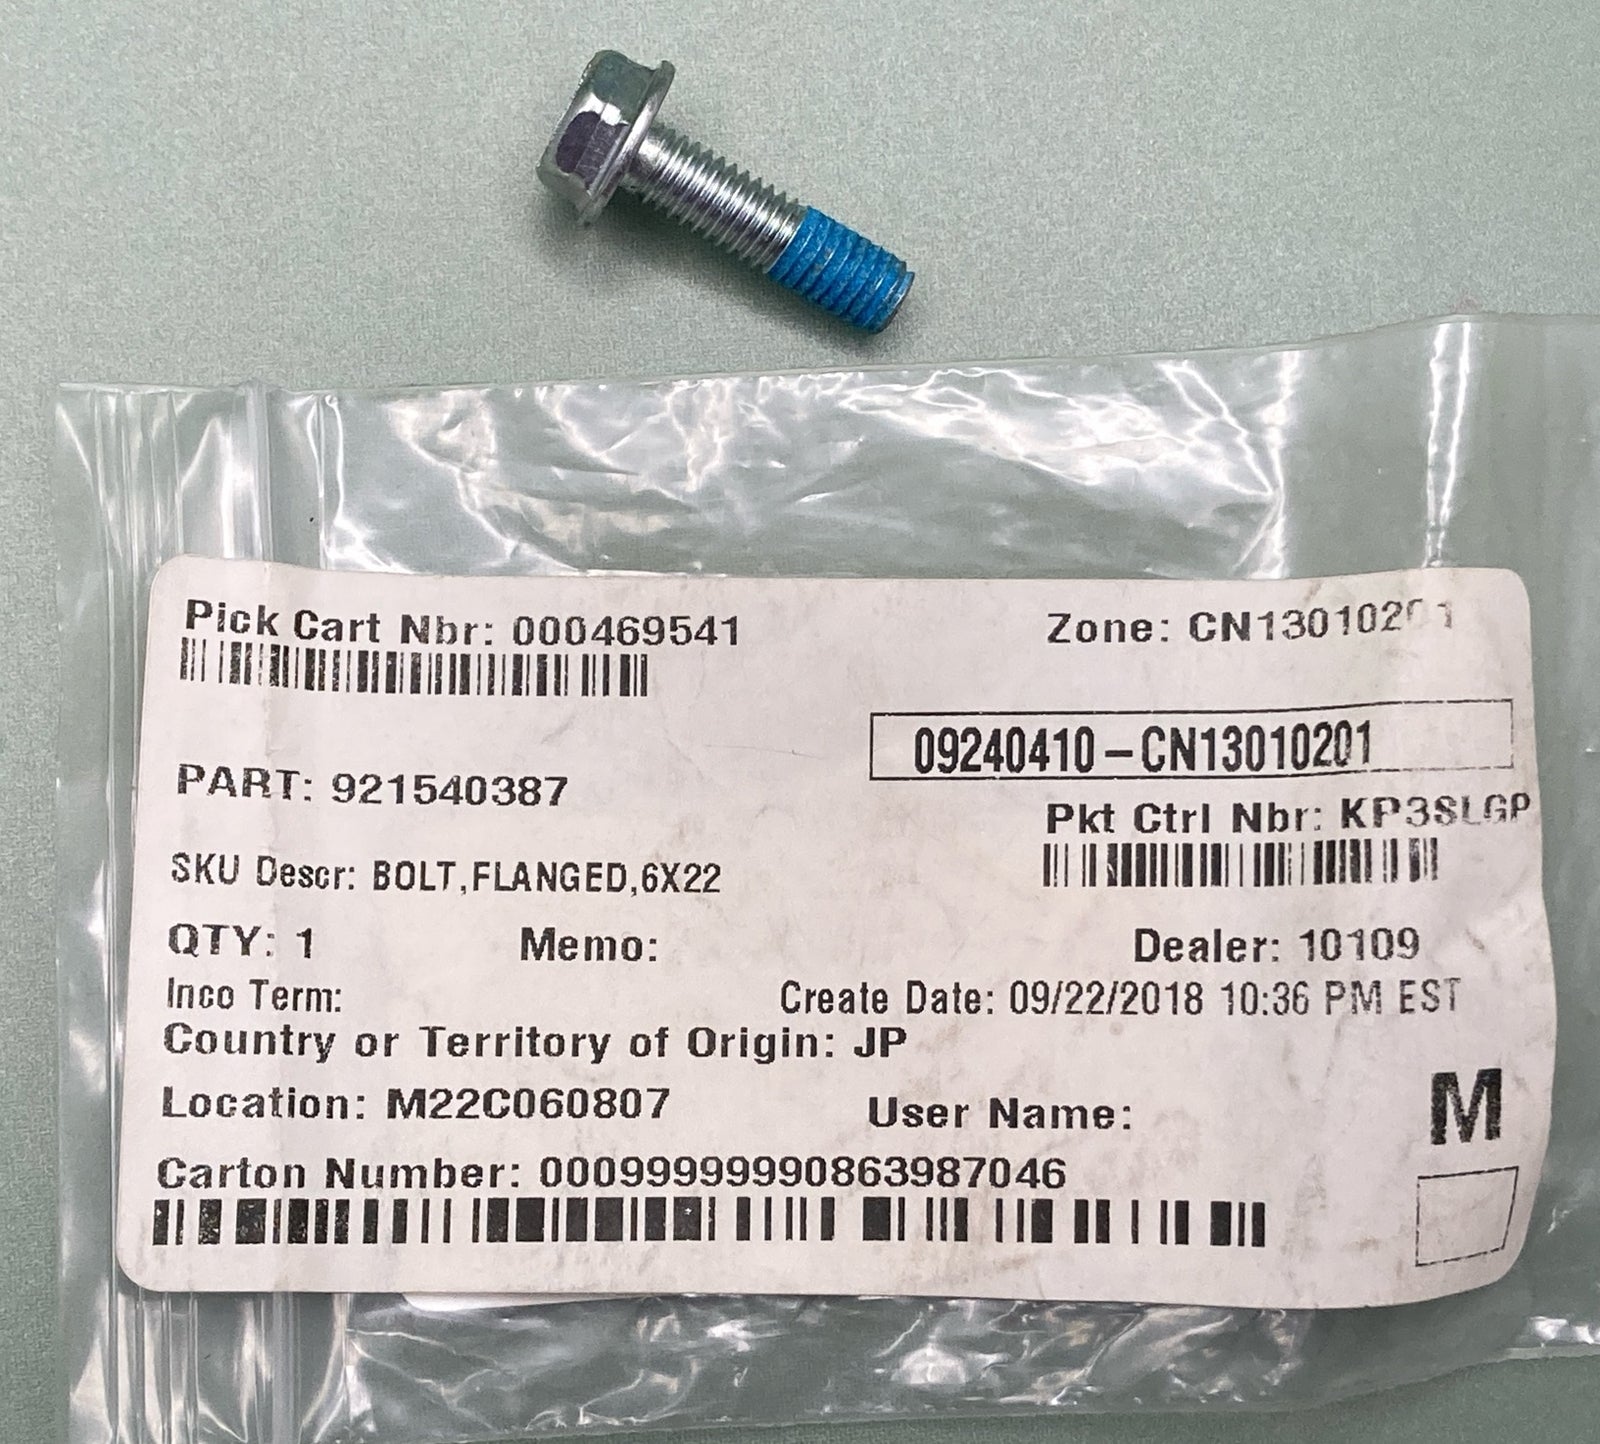 Pick Cart Nbr: 000469541
Zone: CN13010201
09240410-CN13010201
PART: 921540387
Pkt Ctrl Nbr: KP38LGP
SKU Descr: BOLT,FLANGED,6X22
QTY: 1 Memo: Dealer: 10109
Inco Term: Create Date: 09/22/2018 10:36 PM EST
Country or Territory of Origin: JP
Location: M22C060807 User Name:
M
Carton Number: 00099999990863987046